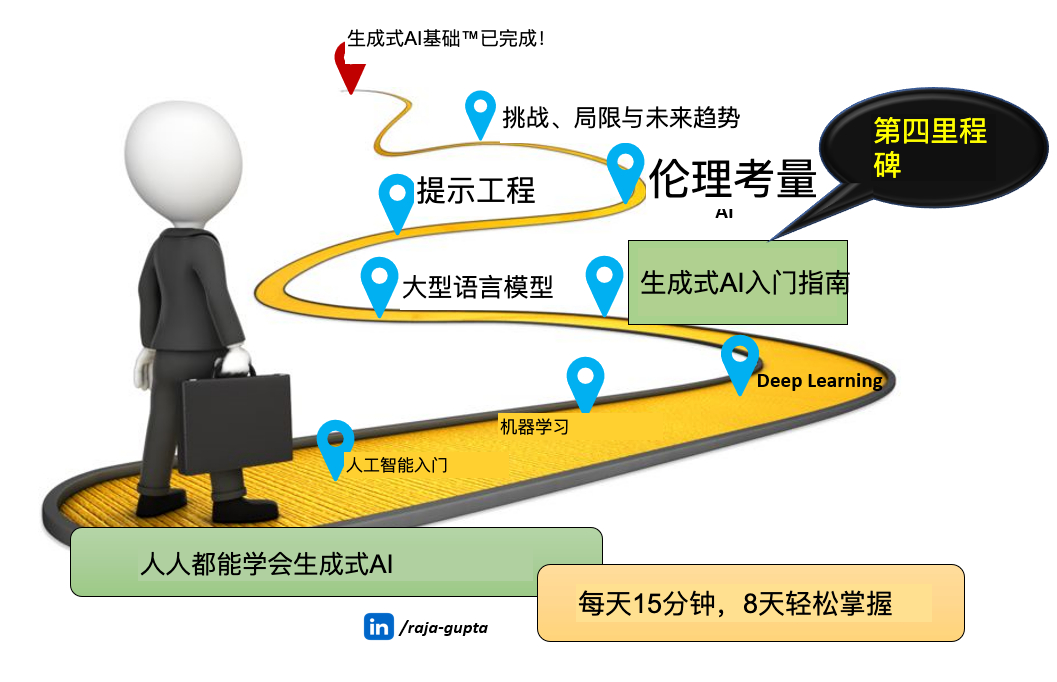 生成式AI基础™已完成！
挑战、局限与未来趋势
第四里程
碑
伦理考量
AI
提示工程
生成式AI入门指南
大型语言模型
Deep Learning
机器学习
人工智能入门
人人都能学会生成式AI
每天15分钟，8天轻松掌握
in /raja-gupta